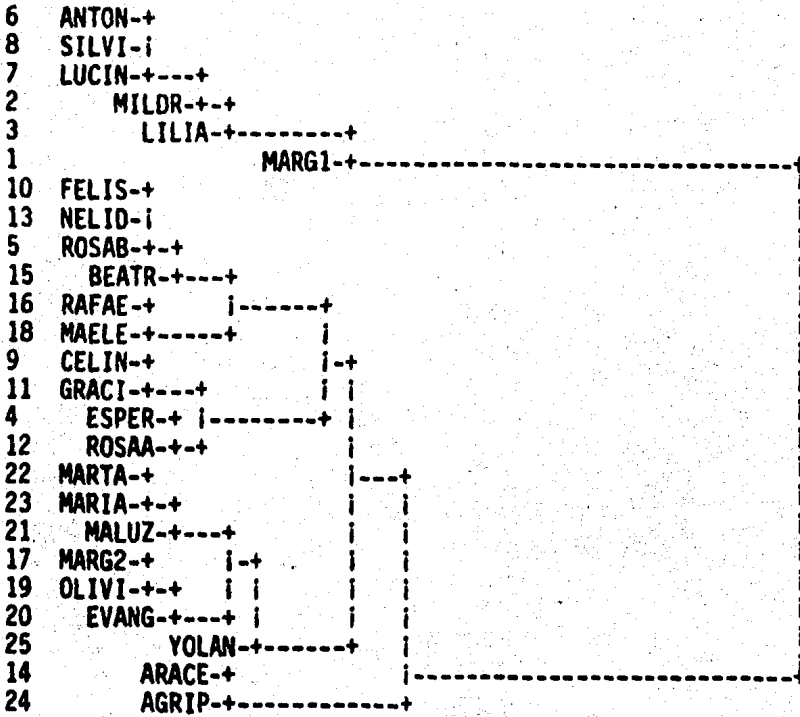 6 ANTON-+
8 SILVI-¡
7 LUCIN-+---+
2 MILDR-+-+
3 LILIA-+--------+
1 MARG1-+--------------------------------+
10 FELIS-+
13 NELID-¡
5 ROSAB-+-+
15 BEATR-+---+
16 RAFAE-+ ¡------+
18 MAELE-+-----+ ¡
9 CELIN-+ ¡-+
11 GRACI-+---+ ¡ ¡
4 ESPER-+ ¡--------+ ¡
12 ROSAA-+-+ ¡
22 MARTA-+ ¡---+
23 MARIA-+-+ ¡ ¡
21 MALUZ-+---+ ¡ ¡
17 MARG2-+ ¡-+ ¡ ¡
19 OLIVI-+-+ ¡ ¡ ¡ ¡
20 EVANG-+---+ ¡ ¡ ¡
25 YOLAN-+------+ ¡
14 ARACE-+ ¡----------------------------+
24 AGRIP-+------------+